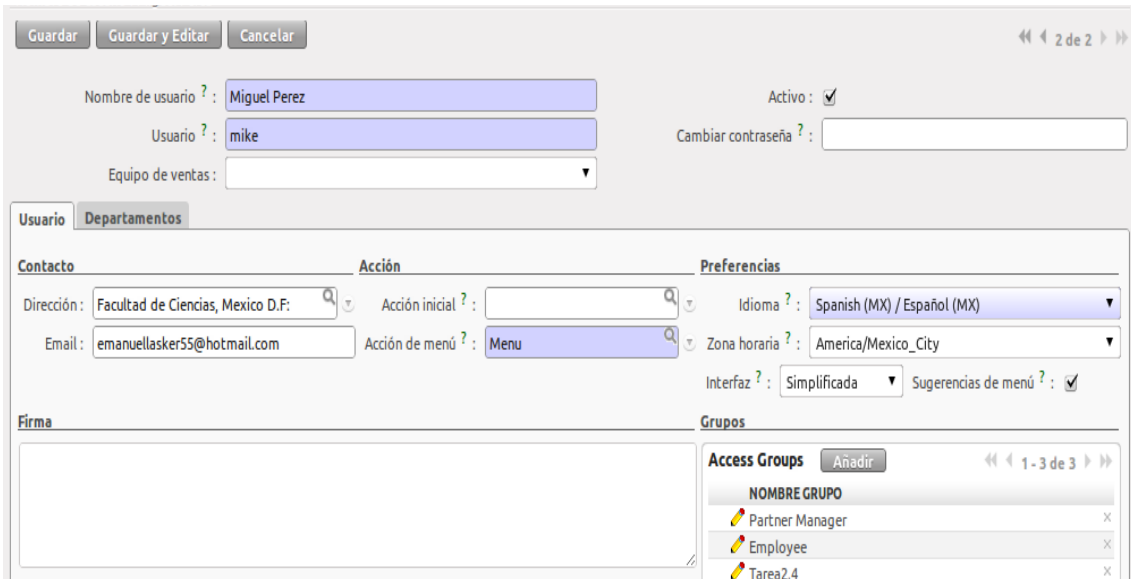 Guardar Guardar y Editar Cancelar 2 de 2
Nombre de usuario ? : Miguel Perez Activo :
Usuario ? : mike Cambiar contraseña ? :
Equipo de ventas :
Usuario Departamentos
Contacto Acción Preferencias
Dirección : Facultad de Ciencias, Mexico D.F: Acción inicial ? : Idioma ? : Spanish (MX) / Español (MX)
Email : emanuellasker55@hotmail.com Acción de menú ? : Menu Zona horaria ? : America/Mexico_City
Interfaz ? : Simplificada Sugerencias de menú ? :
Firma Grupos
Access Groups Añadir 1 - 3 de 3
NOMBRE GRUPO
Partner Manager
Employee
Tarea2.4